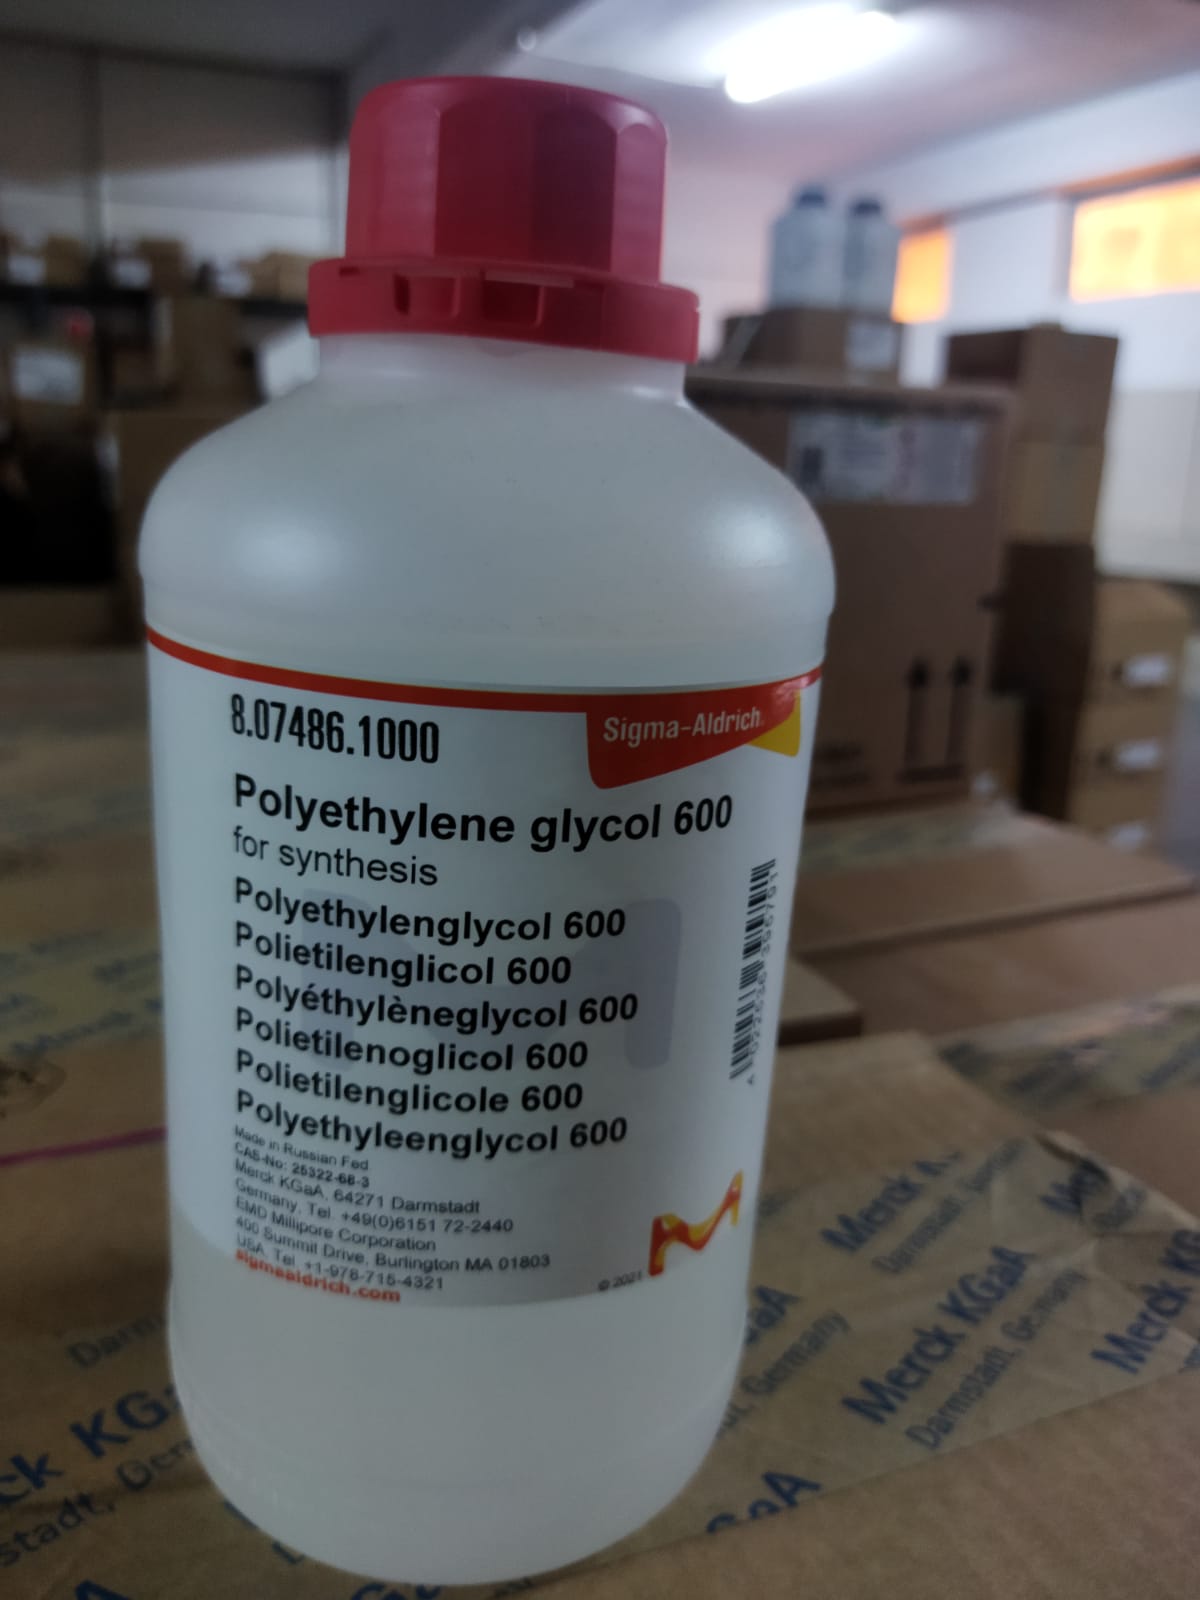 8.07486.1000
Sigma-Aldrich®
Polyethylene glycol 600
for synthesis
Polyethylenglycol 600
Polietilenglicol 600
Polyéthylèneglycol 600
Polietilenoglicol 600
Polietilenglicole 600
Polyethyleenglycol 600
Made in Russian Fed.
CAS-No: 25322-68-3
Merck KGaA, 64271 Darmstadt
Germany, Tel. +49(0)6151 72-2440
EMD Millipore Corporation
400 Summit Drive, Burlington MA 01803
USA, Tel. +1-978-715-4321
sigmaaldrich.com
© 2021
Merck KGaA
Darmstadt, Germany
Merck KGaA
Darmstadt, Germany
Merck